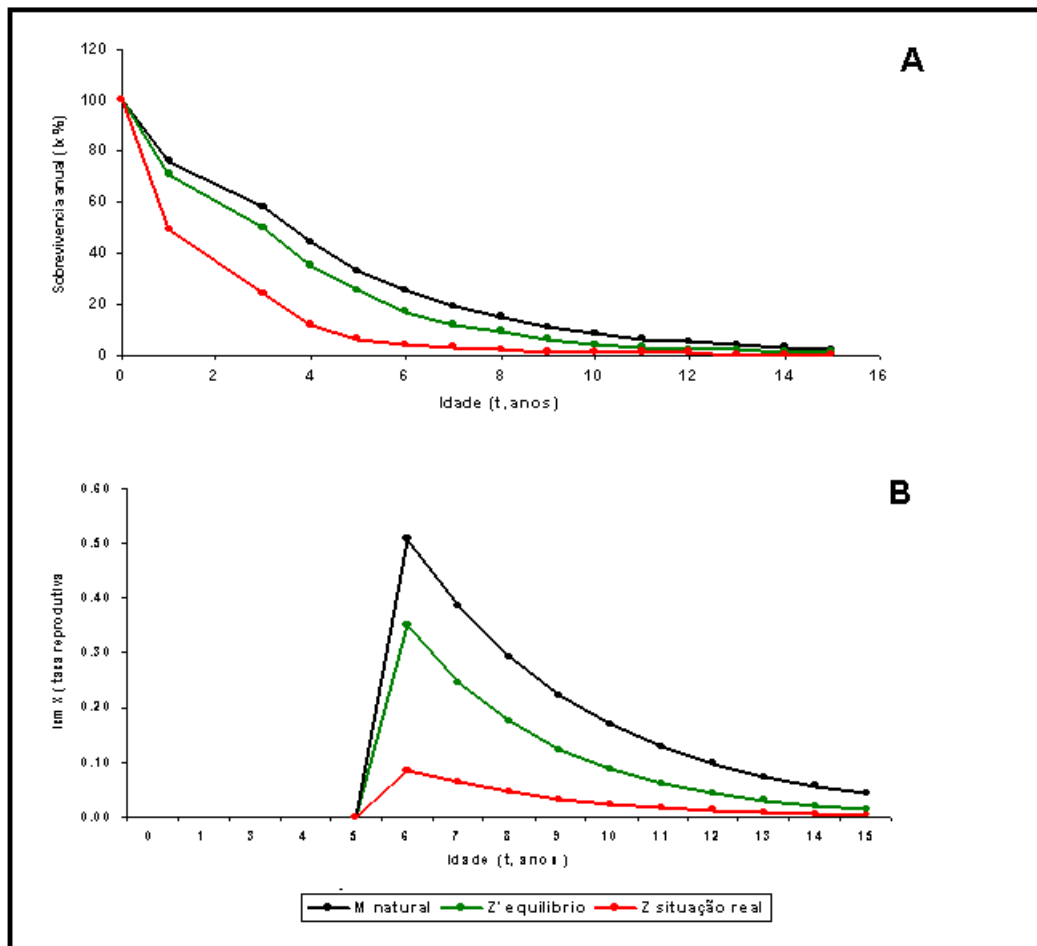 A
120
100
80
60
40
20
0
Sobrevivencia anual (lx %)
0 2 4 6 8 10 12 14 16
Idade (t, anos)
B
0.60
0.50
0.40
0.30
0.20
0.10
0.00
lxm X (taxa reprodutiva
0 1 3 4 5 6 7 8 9 10 11 12 13 14 15
Idade (t, anos)
M natural Z' equilibrio Z situação real